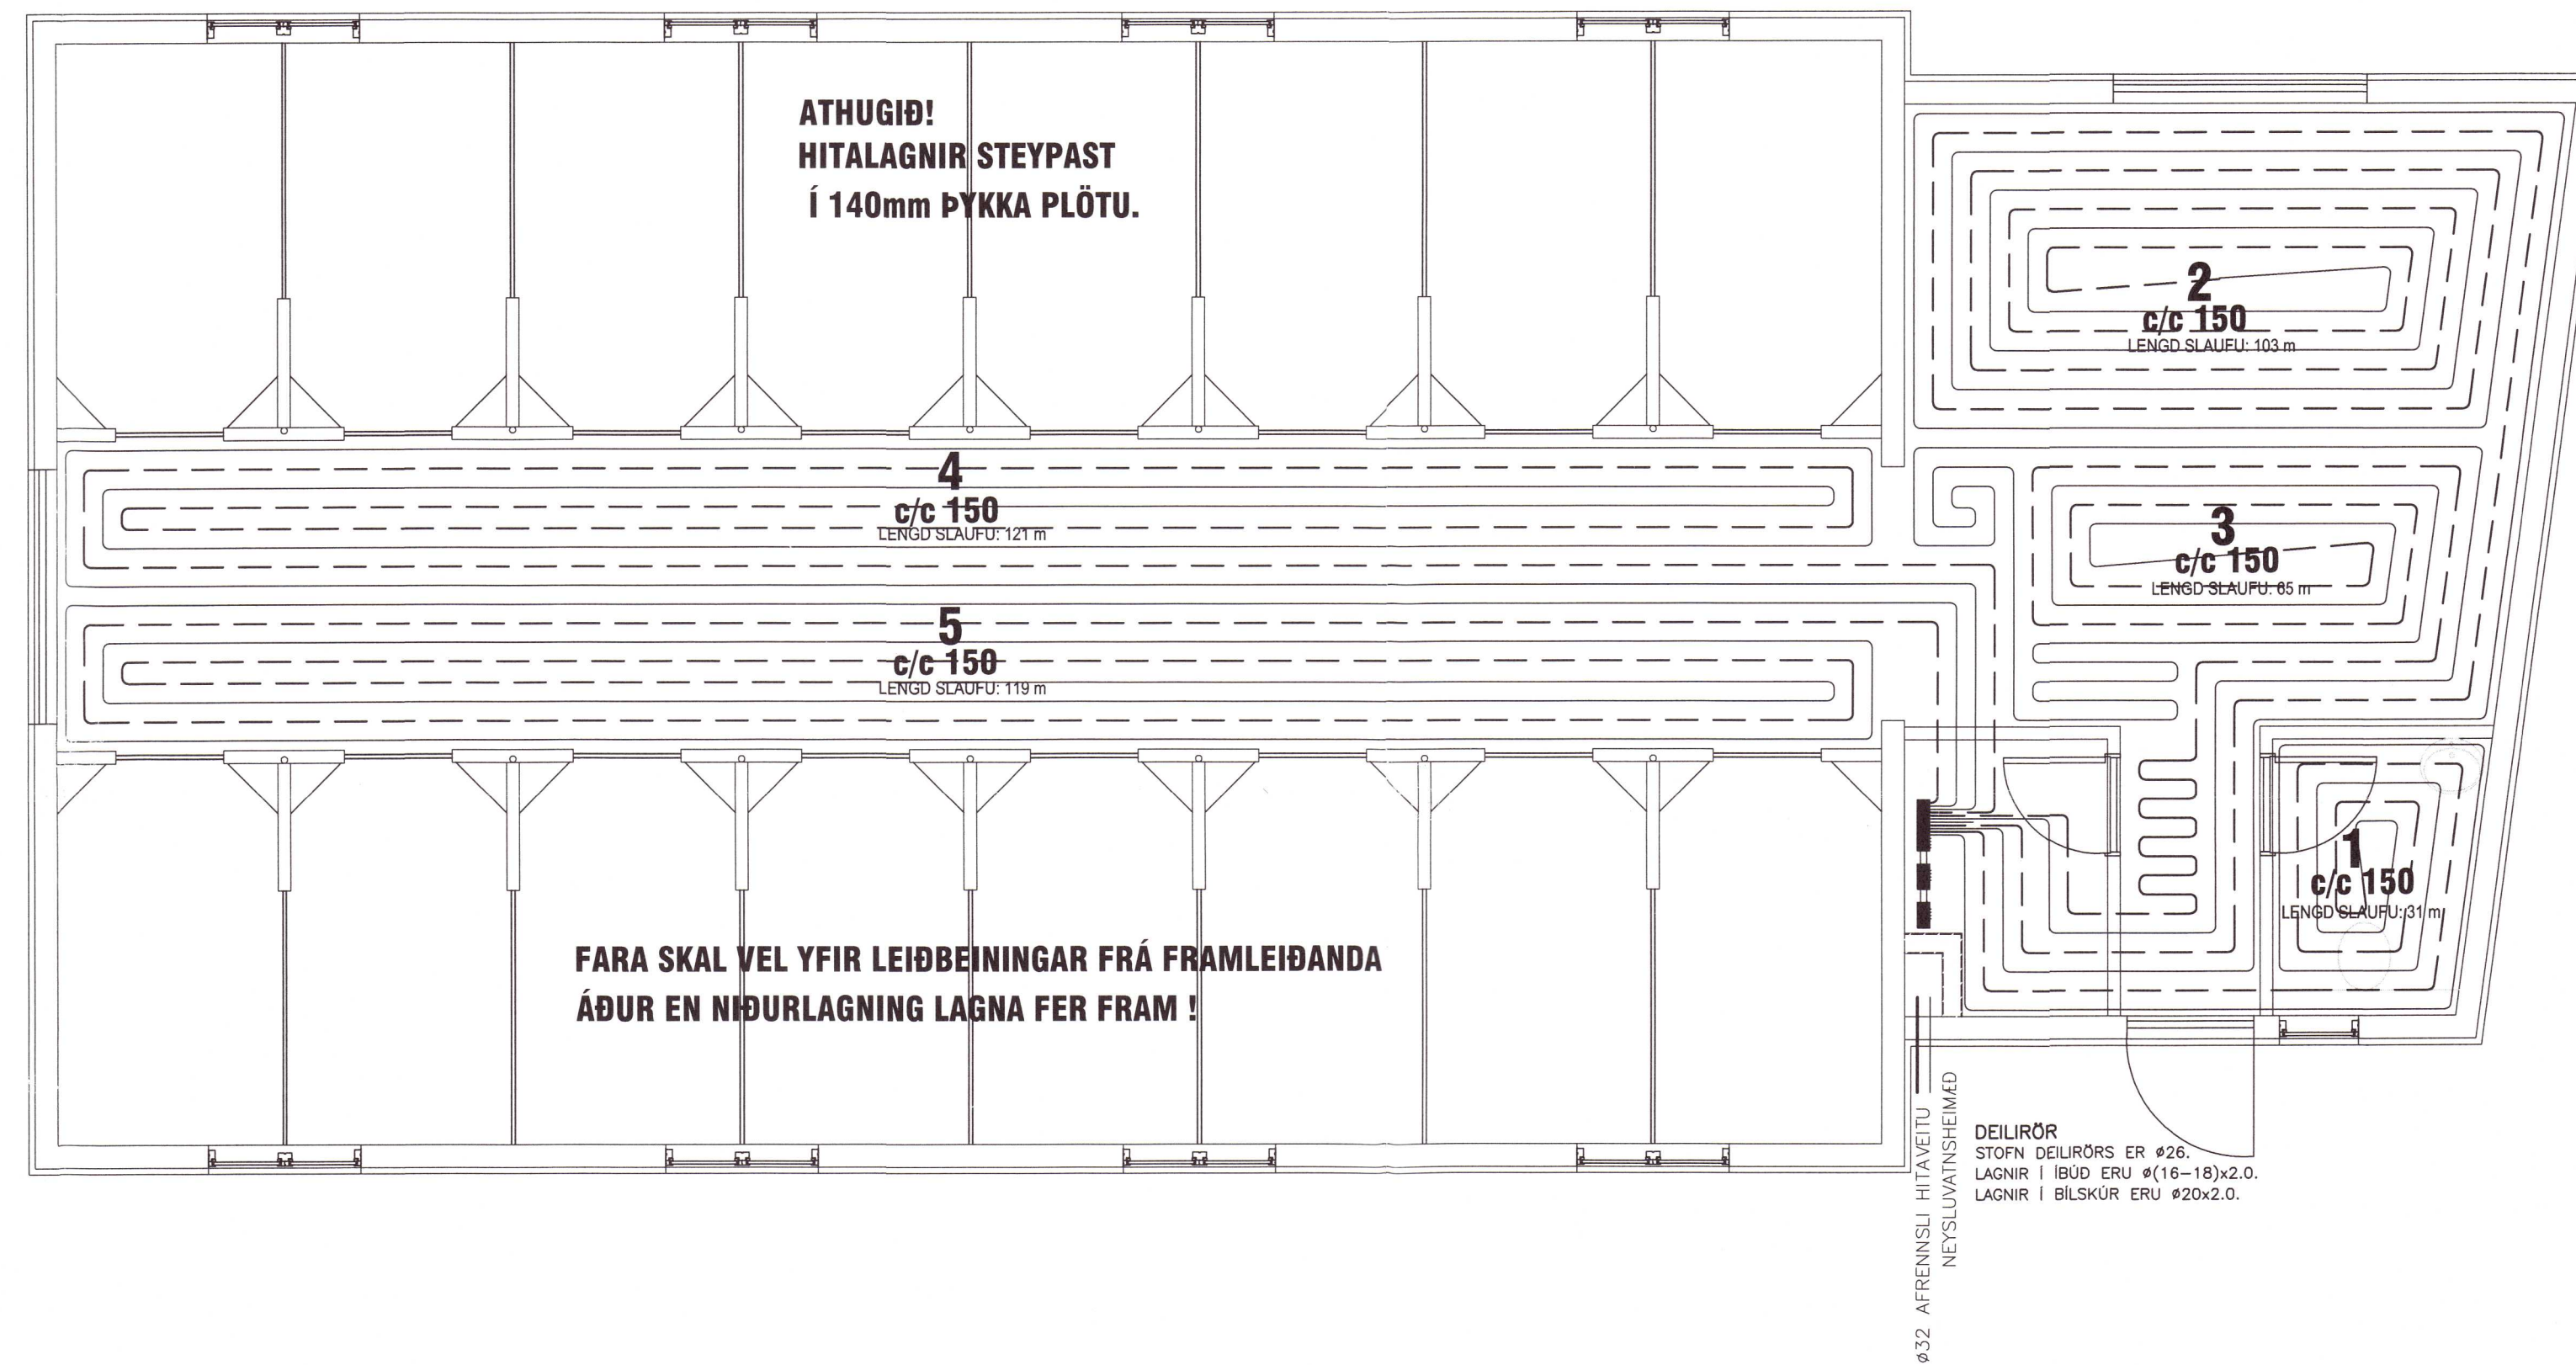 ATHUGIÐ!
HITALAGNIR STEYPAST
Í 140mm ÞYKKA PLÖTU.
2
c/c 150
LENGD SLAUFU: 103 m
4
c/c 150
LENGD SLAUFU: 121 m
3
c/c 150
LENGD SLAUFU: 65 m
5
c/c 150
LENGD SLAUFU: 119 m
1
c/c 150
LENGD SLAUFU: 31 m
FARA SKAL VEL YFIR LEIÐBEININGAR FRÁ FRAMLEIÐANDA
ÁÐUR EN NIÐURLAGNING LAGNA FER FRAM !
ø32 AFRENNSLI HITAVEITU
NEYSLUVATNSHEIMÆÐ
DEILIRÖR
STOFN DEILIRÖRS ER ø26.
LAGNIR Í ÍBÚÐ ERU ø(16-18)x2.0.
LAGNIR Í BÍLSKÚR ERU ø20x2.0.